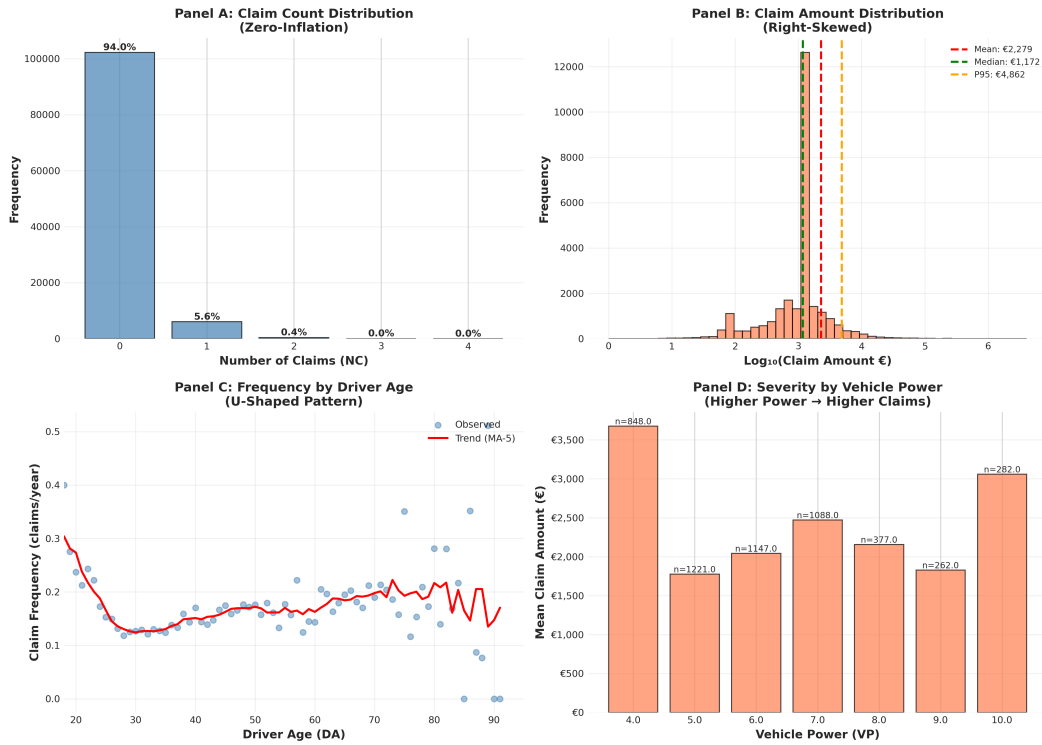 Panel A: Claim Count Distribution
(Zero-Inflation)
Frequency
100000
80000
60000
40000
20000
0
94.0%
5.6%
0.4%
0.0%
0.0%
0
1
2
3
4
Number of Claims (NC)
Panel B: Claim Amount Distribution
(Right-Skewed)
Mean: €2,279
Median: €1,172
P95: €4,862
Frequency
12000
10000
8000
6000
4000
2000
0
0
1
2
3
4
5
6
Log₁₀(Claim Amount €)
Panel C: Frequency by Driver Age
(U-Shaped Pattern)
Observed
Trend (MA-5)
Claim Frequency (claims/year)
0.5
0.4
0.3
0.2
0.1
0.0
20
30
40
50
60
70
80
90
Driver Age (DA)
Panel D: Severity by Vehicle Power
(Higher Power → Higher Claims)
Mean Claim Amount (€)
€3,500
€3,000
€2,500
€2,000
€1,500
€1,000
€500
€0
n=848.0
n=1221.0
n=1147.0
n=1088.0
n=377.0
n=262.0
n=282.0
4.0
5.0
6.0
7.0
8.0
9.0
10.0
Vehicle Power (VP)